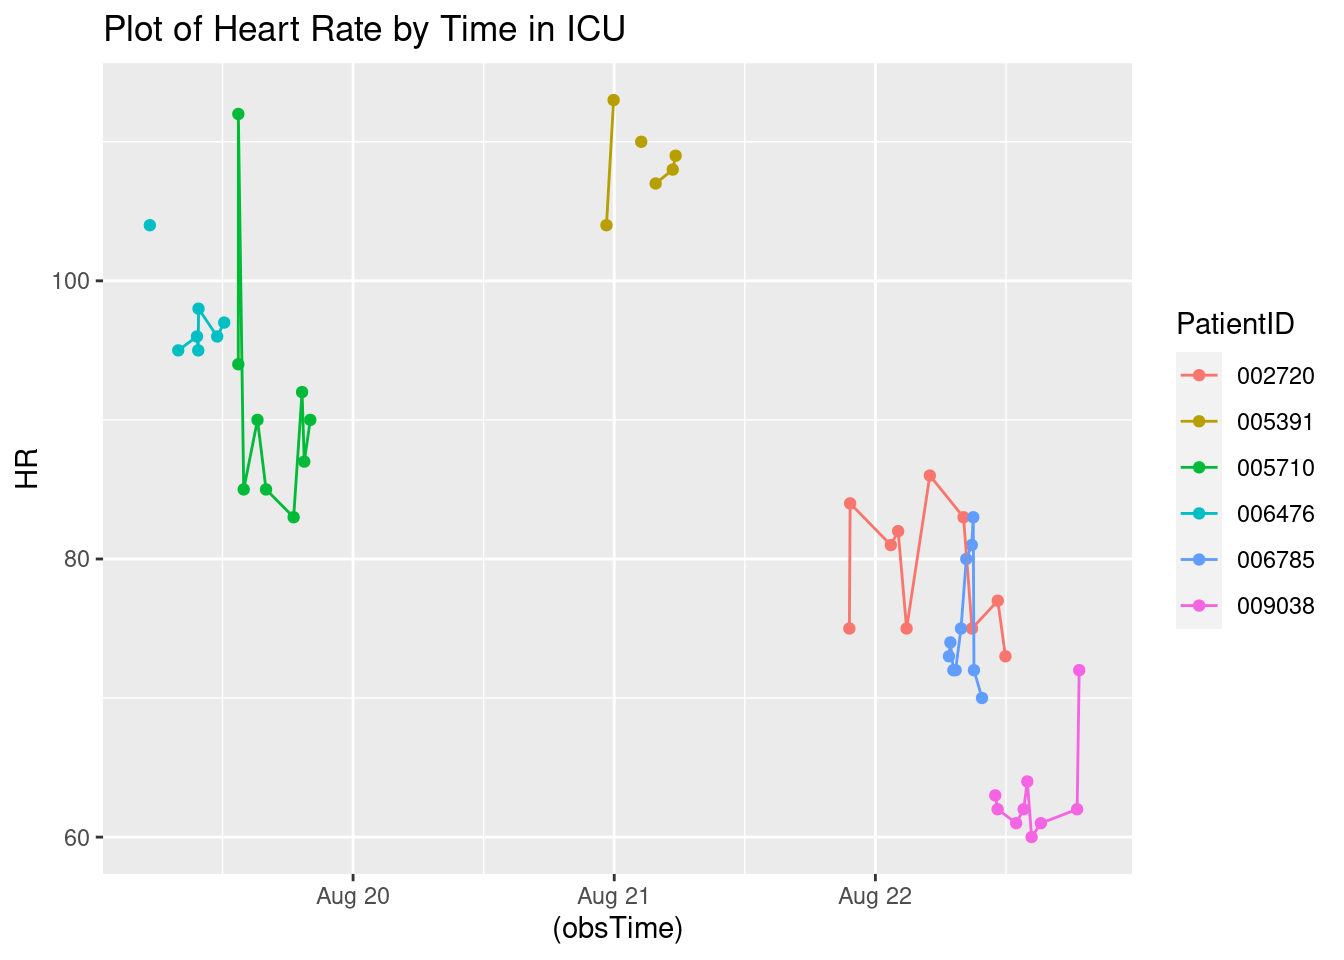 Plot of Heart Rate by Time in ICU
HR
100
80
60
Aug 20
Aug 21
Aug 22
(obsTime)
PatientID
002720
005391
005710
006476
006785
009038